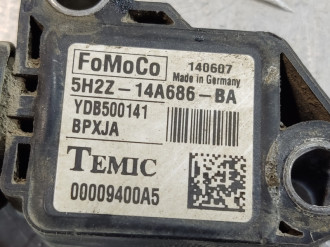 FoMoCo
140607
Made in Germany
5H2Z-14A686-BA
YDB500141
BPXJA
TEMIC
00009400A5